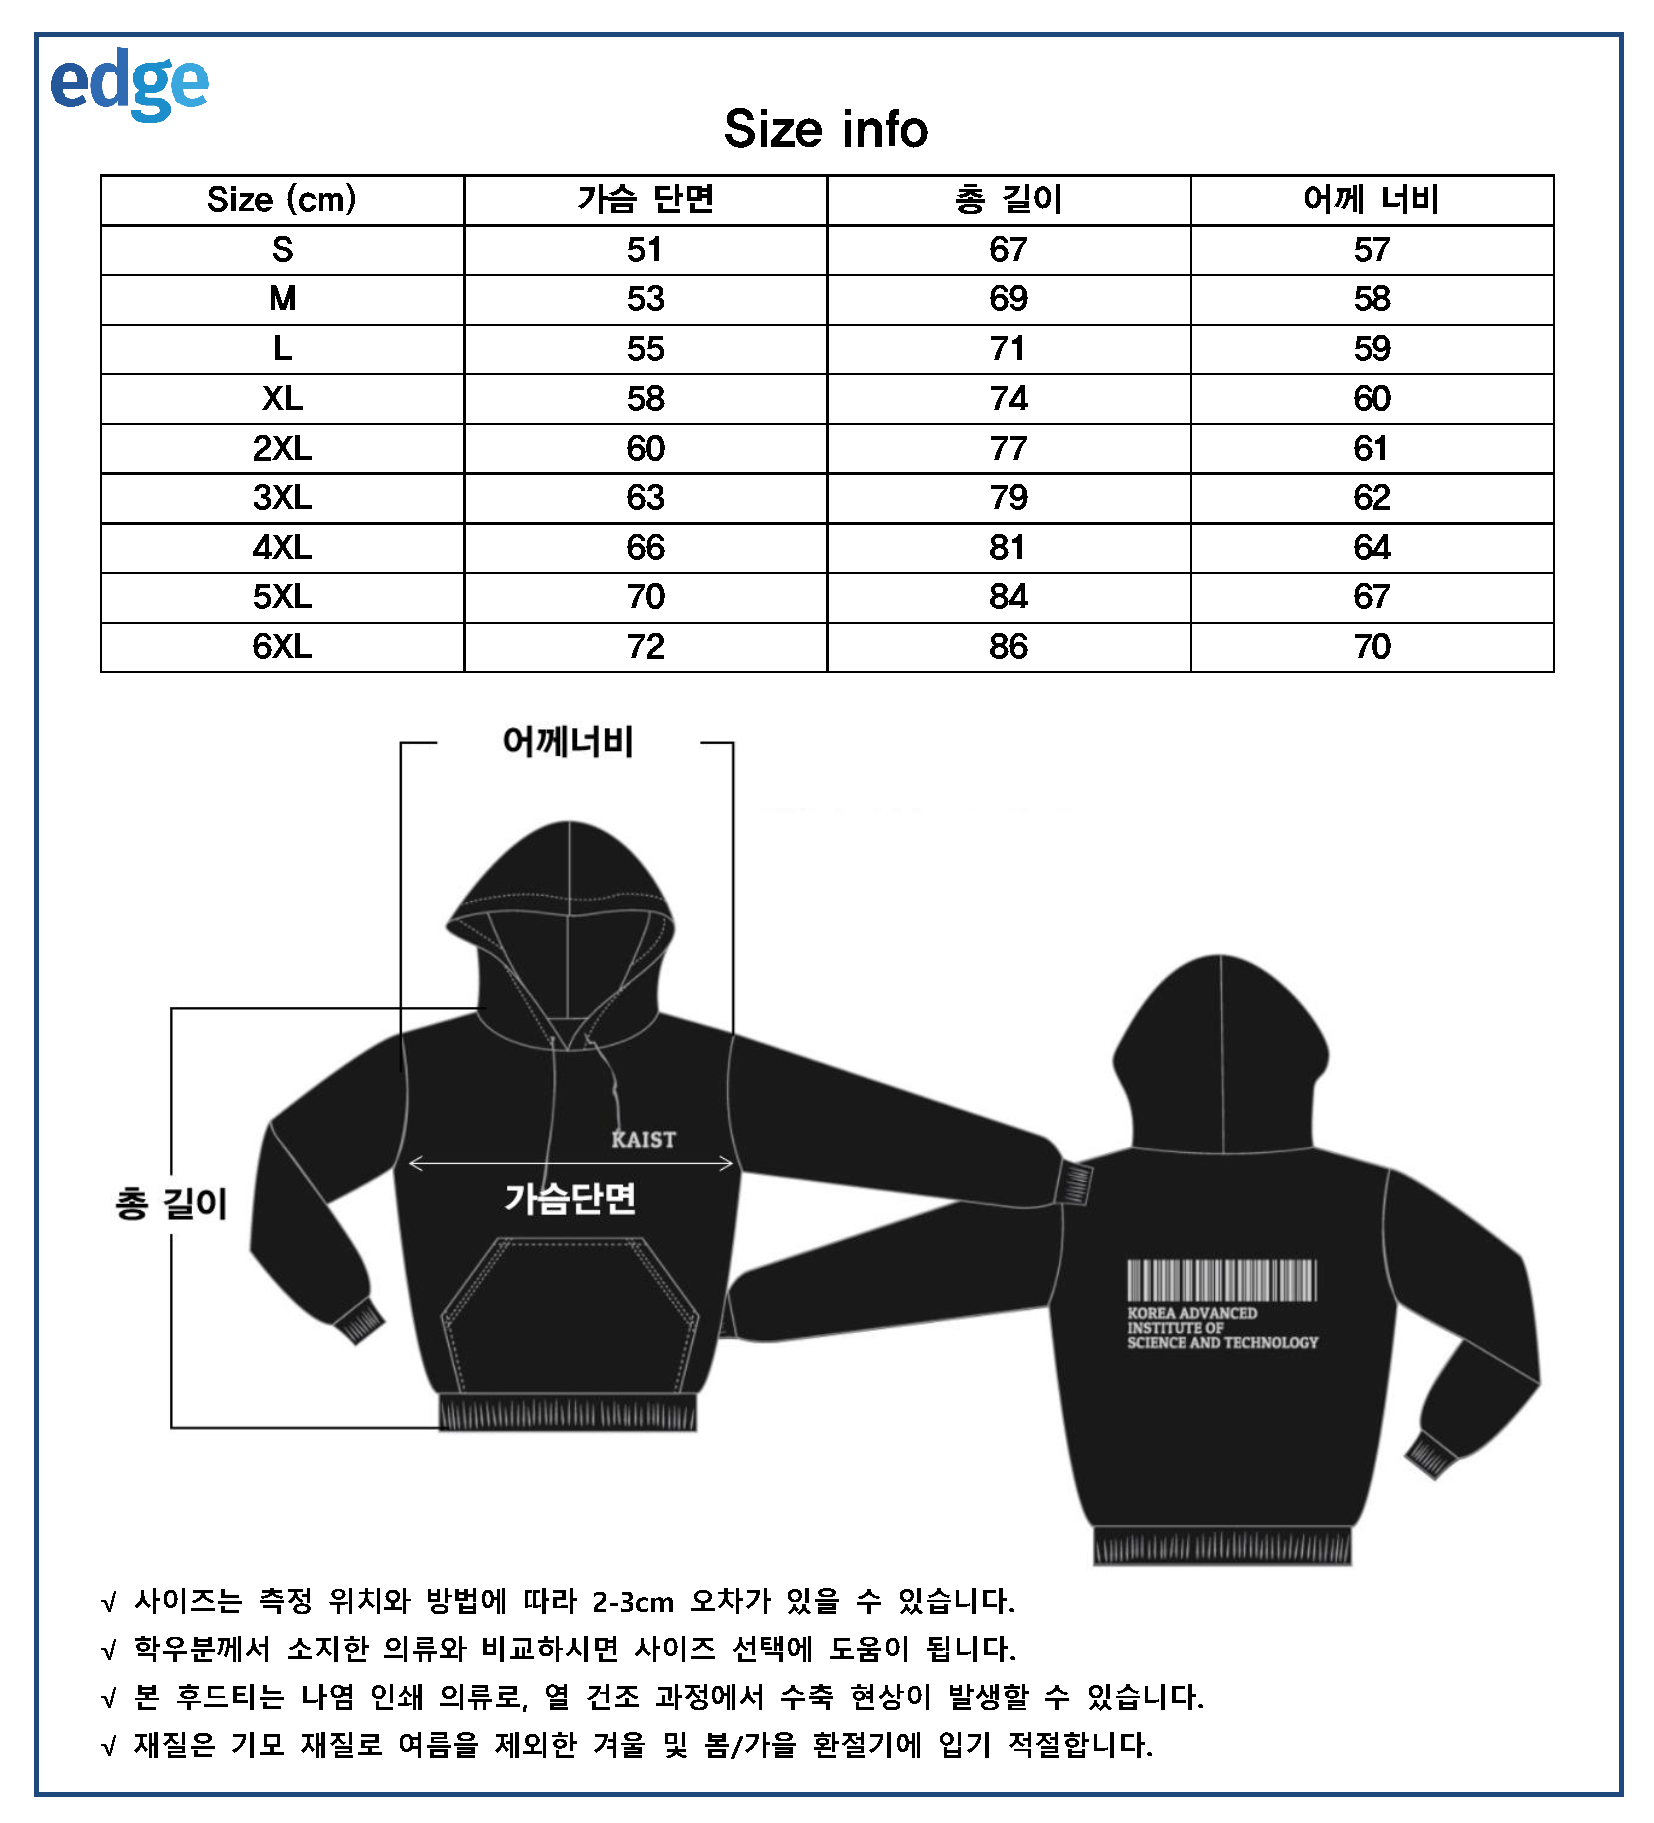 edge
Size info
Size (cm) 가슴 단면 총 길이 어께 너비
S 51 67 57
M 53 69 58
L 55 71 59
XL 58 74 60
2XL 60 77 61
3XL 63 79 62
4XL 66 81 64
5XL 70 84 67
6XL 72 86 70
어께너비
KAIST
가슴단면
총 길이
KOREA ADVANCED
INSTITUTE OF
SCIENCE AND TECHNOLOGY
√ 사이즈는 측정 위치와 방법에 따라 2-3cm 오차가 있을 수 있습니다.
√ 학우분께서 소지한 의류와 비교하시면 사이즈 선택에 도움이 됩니다.
√ 본 후드티는 나염 인쇄 의류로, 열 건조 과정에서 수축 현상이 발생할 수 있습니다.
√ 재질은 기모 재질로 여름을 제외한 겨울 및 봄/가을 환절기에 입기 적절합니다.